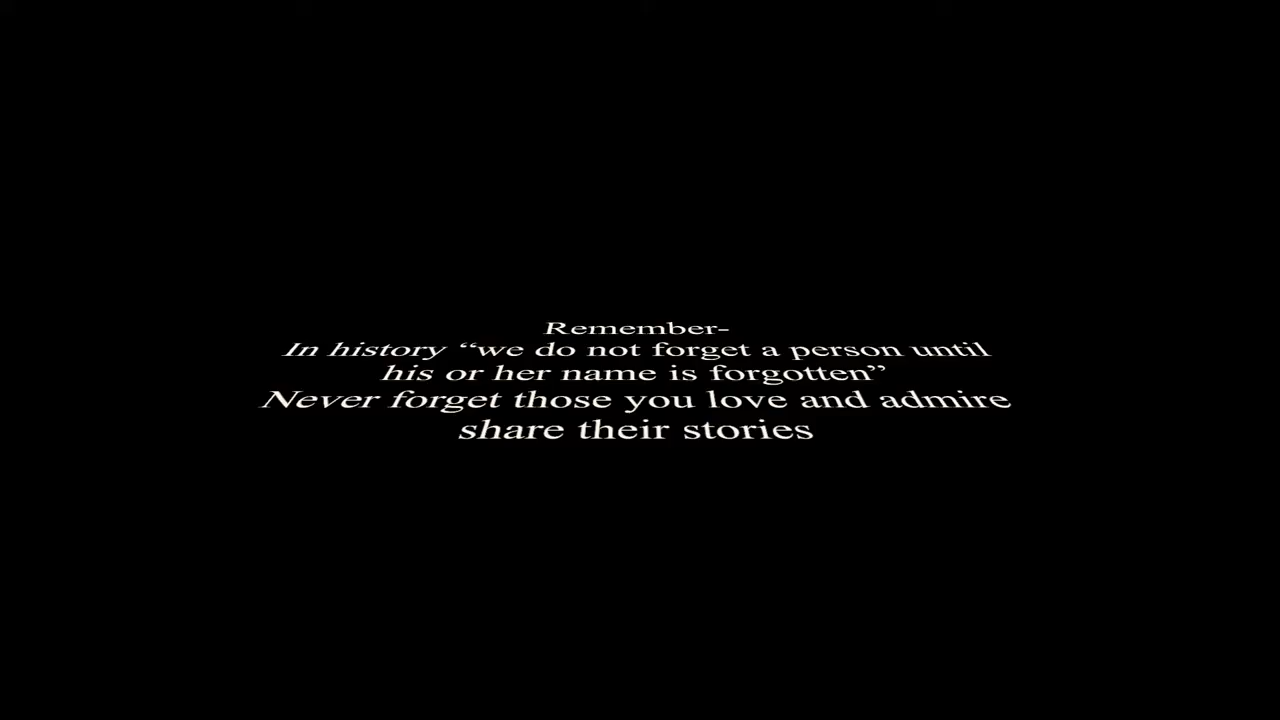 Remember-
In history “we do not forget a person until
his or her name is forgotten”
Never forget those you love and admire
share their stories